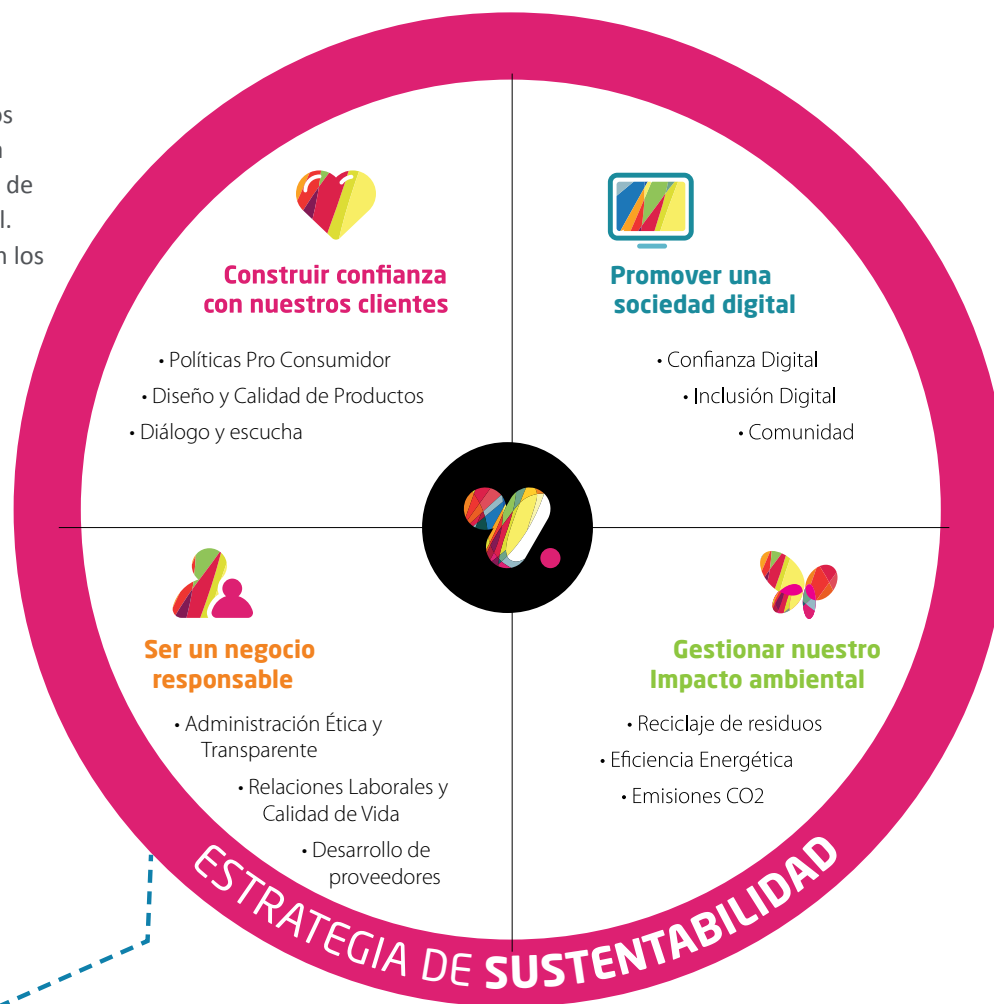 de
l.
los
Construir confianza
con nuestros clientes
• Políticas Pro Consumidor
• Diseño y Calidad de Productos
• Diálogo y escucha
Promover una
sociedad digital
• Confianza Digital
• Inclusión Digital
• Comunidad
Ser un negocio
responsable
• Administración Ética y
Transparente
• Relaciones Laborales y
Calidad de Vida
• Desarrollo de
proveedores
Gestionar nuestro
Impacto ambiental
• Reciclaje de residuos
• Eficiencia Energética
• Emisiones CO2
ESTRATEGIA DE SUSTENTABILIDAD